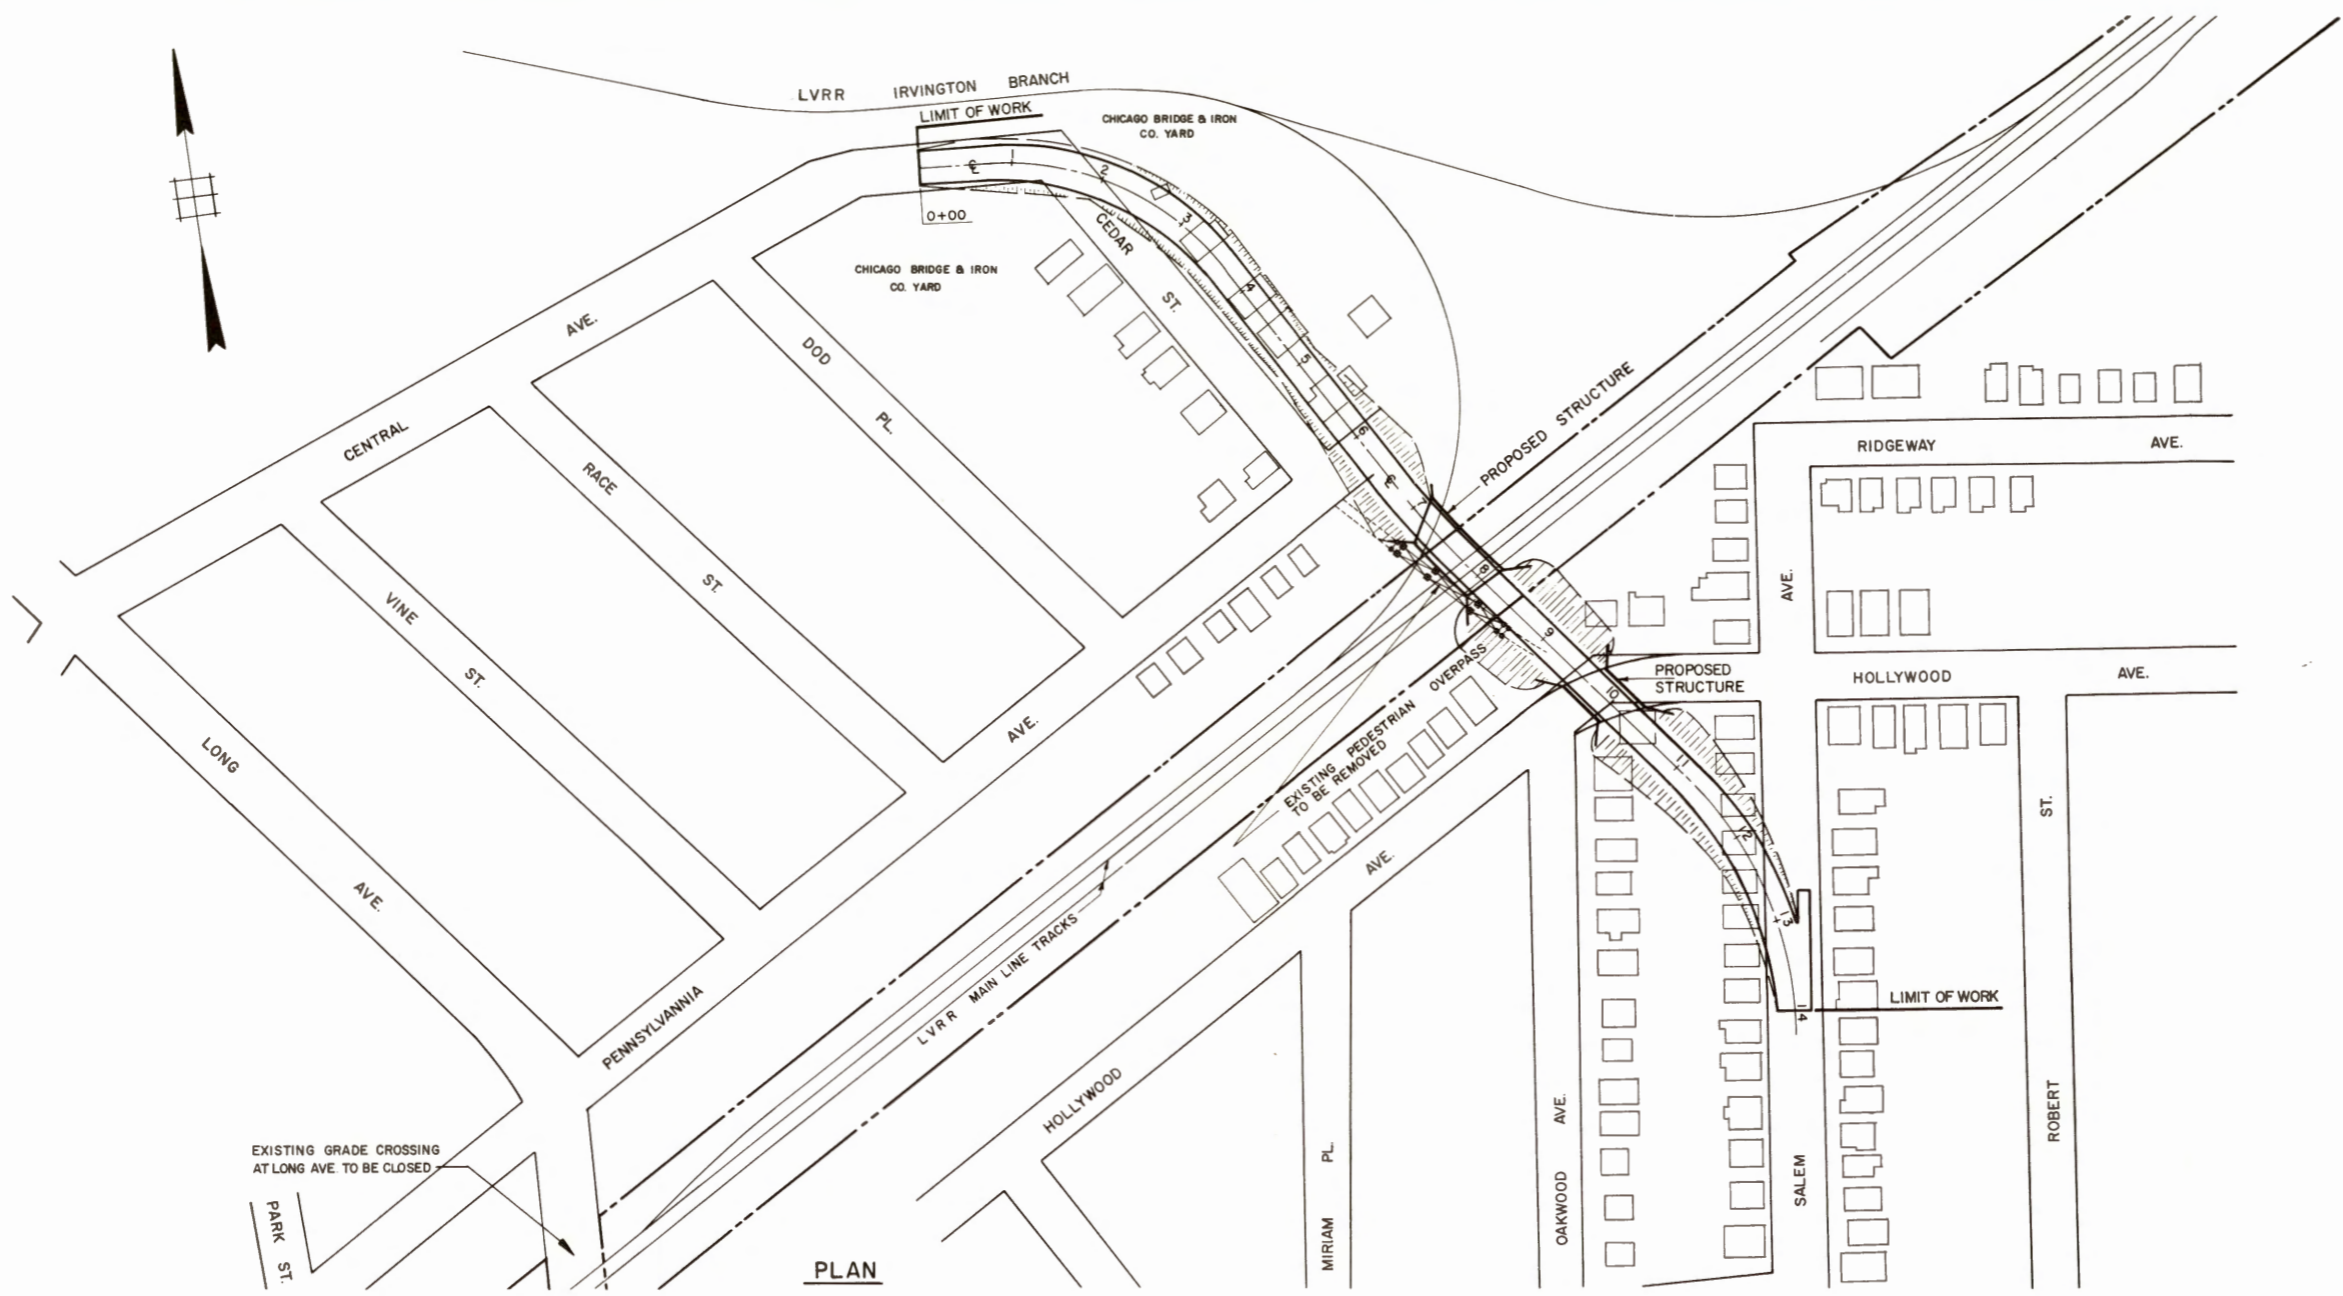 LVRR IRVINGTON BRANCH
LIMIT OF WORK
CHICAGO BRIDGE & IRON
CO. YARD
℄
1
2
3
4
5
6
℄
7
8
9
10
11
12
13
14
0+00
CEDAR
ST.
CHICAGO BRIDGE & IRON
CO. YARD
CENTRAL
AVE.
DOD
PL.
RACE
ST.
VINE
ST.
LONG
AVE.
PENNSYLVANNIA
AVE.
PROPOSED STRUCTURE
RIDGEWAY AVE.
AVE.
PROPOSED
STRUCTURE
HOLLYWOOD AVE.
EXISTING PEDESTRIAN OVERPASS
TO BE REMOVED
LVRR MAIN LINE TRACKS
HOLLYWOOD
AVE.
LIMIT OF WORK
EXISTING GRADE CROSSING
AT LONG AVE. TO BE CLOSED
PARK ST.
MIRIAM PL.
OAKWOOD AVE.
SALEM
ROBERT
ST.
PLAN